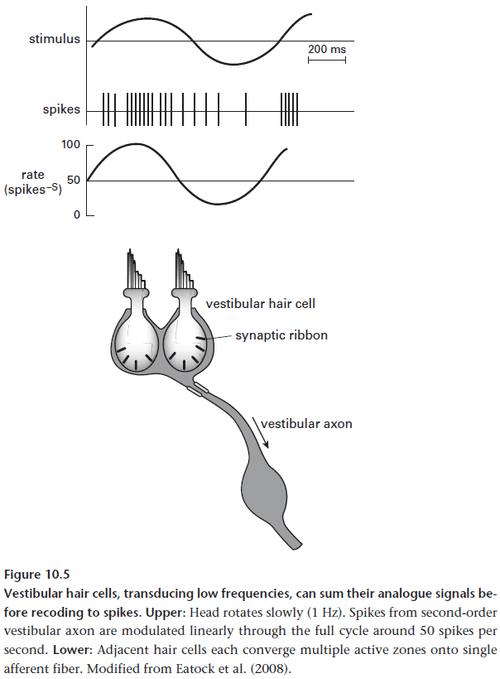 stimulus
200 ms
spikes
100
rate
(spikes⁻ˢ)
50
0
vestibular hair cell
synaptic ribbon
vestibular axon
Figure 10.5
Vestibular hair cells, transducing low frequencies, can sum their analogue signals be-
fore recoding to spikes. Upper: Head rotates slowly (1 Hz). Spikes from second-order
vestibular axon are modulated linearly through the full cycle around 50 spikes per
second. Lower: Adjacent hair cells each converge multiple active zones onto single
afferent fiber. Modified from Eatock et al. (2008).